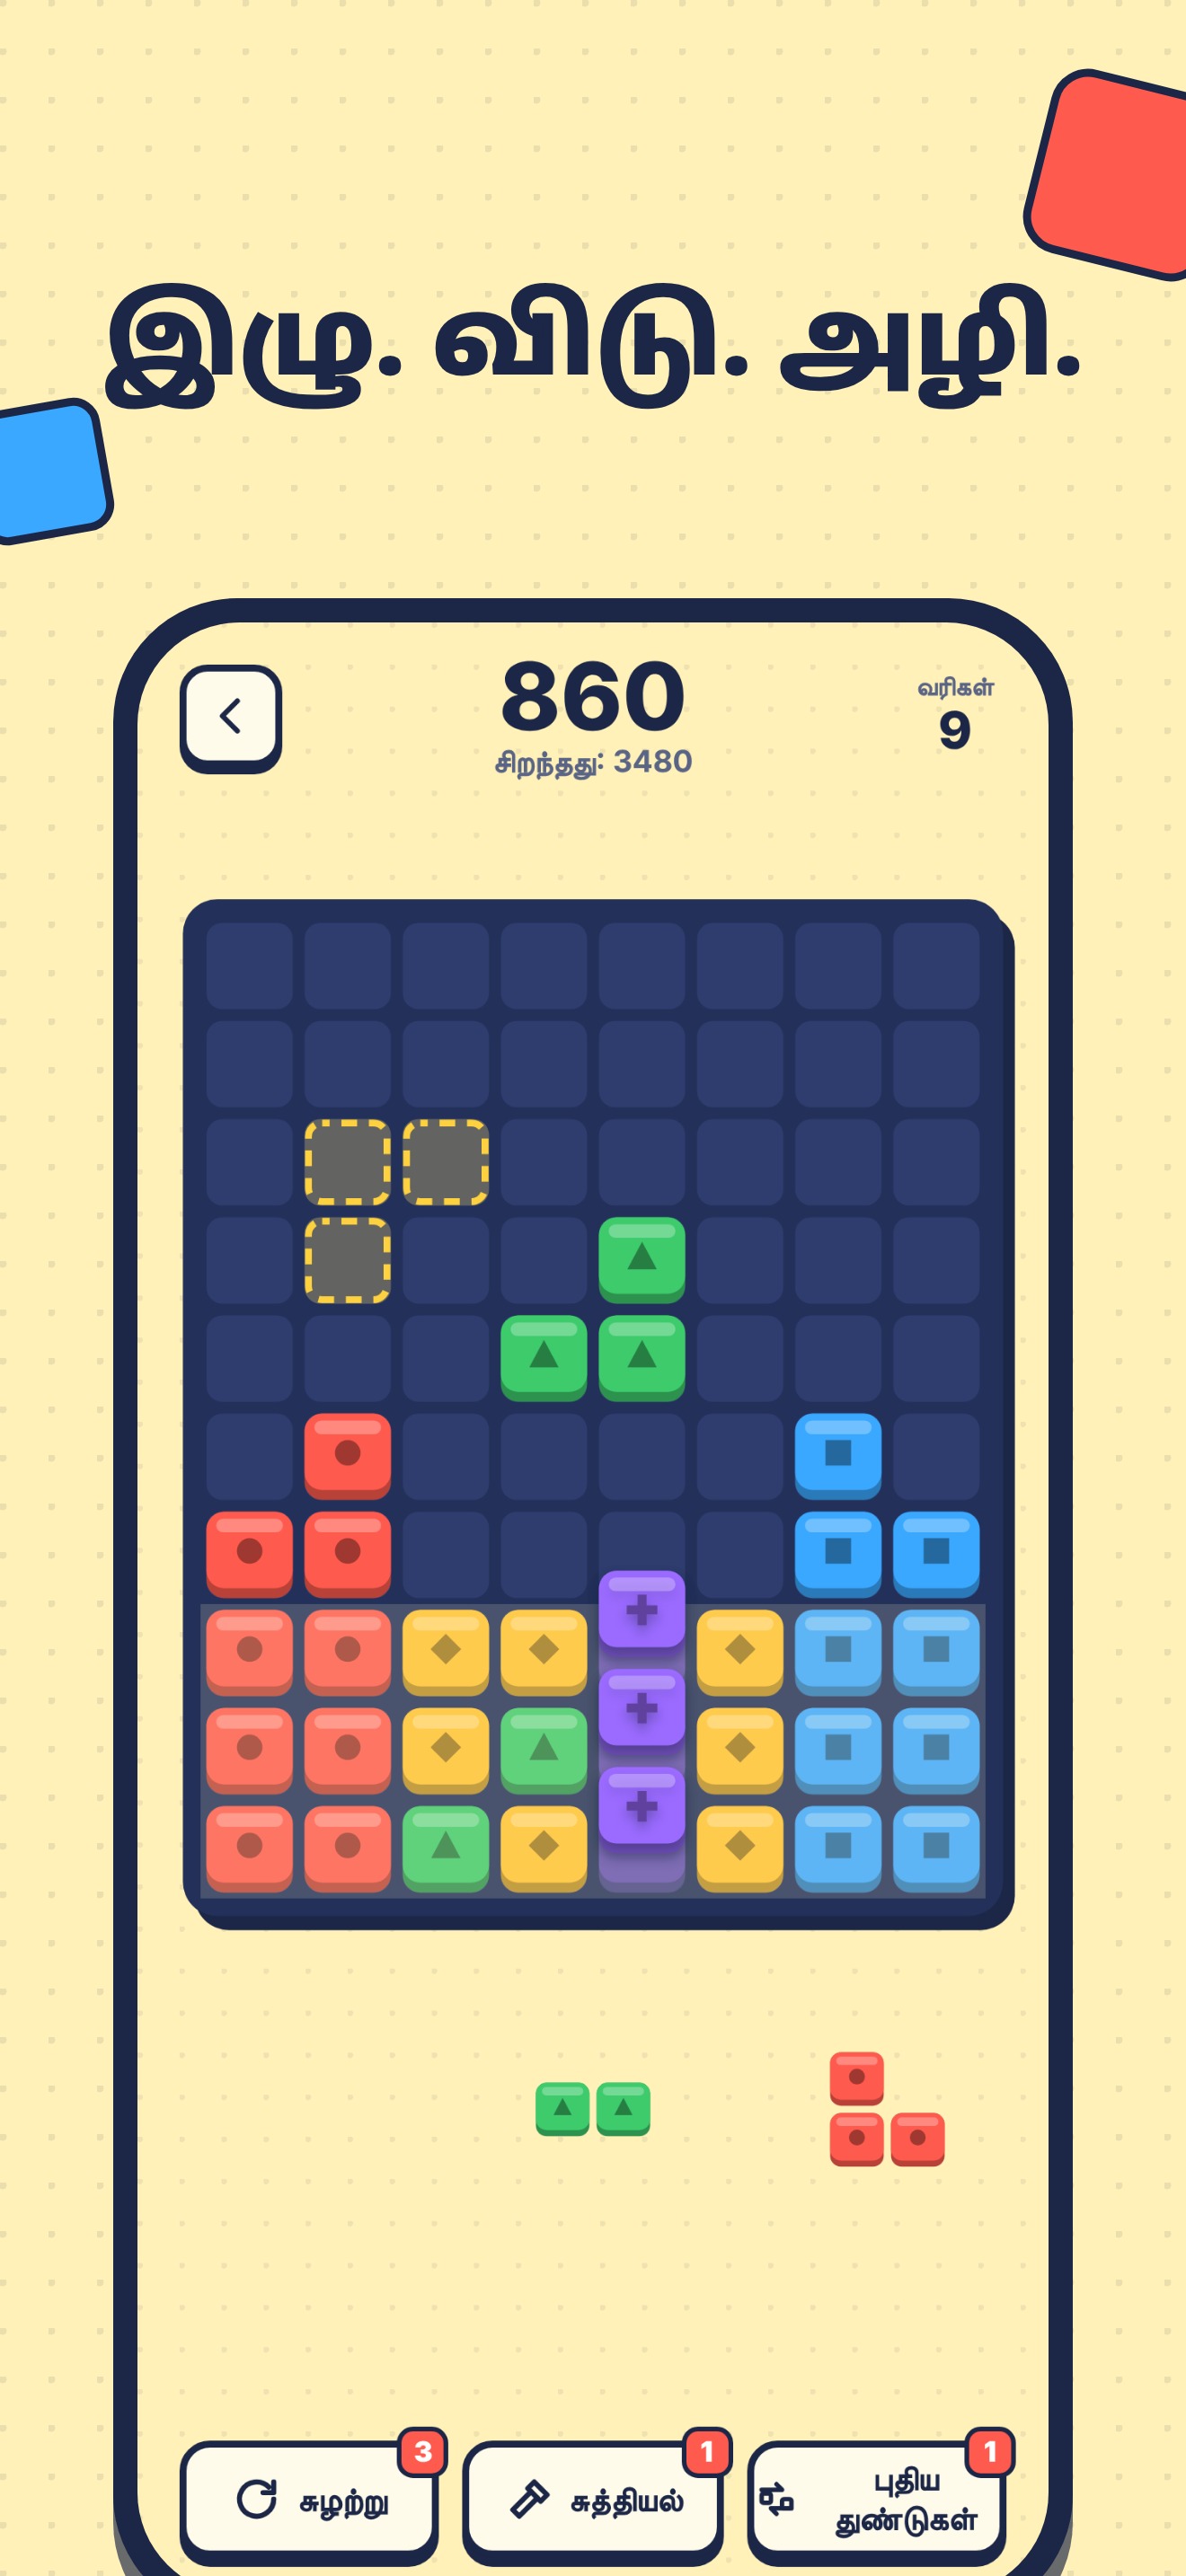 இழு. விடு. அழி.
860
சிறந்தது: 3480
வரிகள்
9
3
சுழற்று
1
சுத்தியல்
1
புதிய
துண்டுகள்